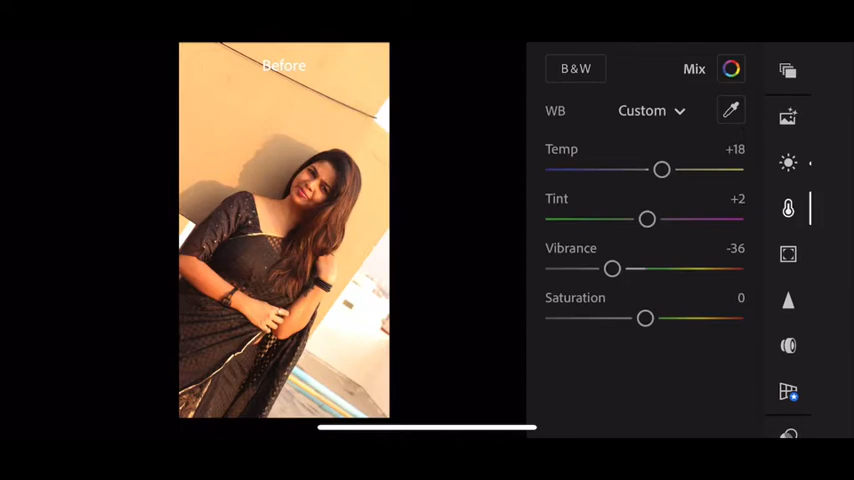 Before
B&W Mix
WB Custom
Temp +18
Tint +2
Vibrance -36
Saturation 0